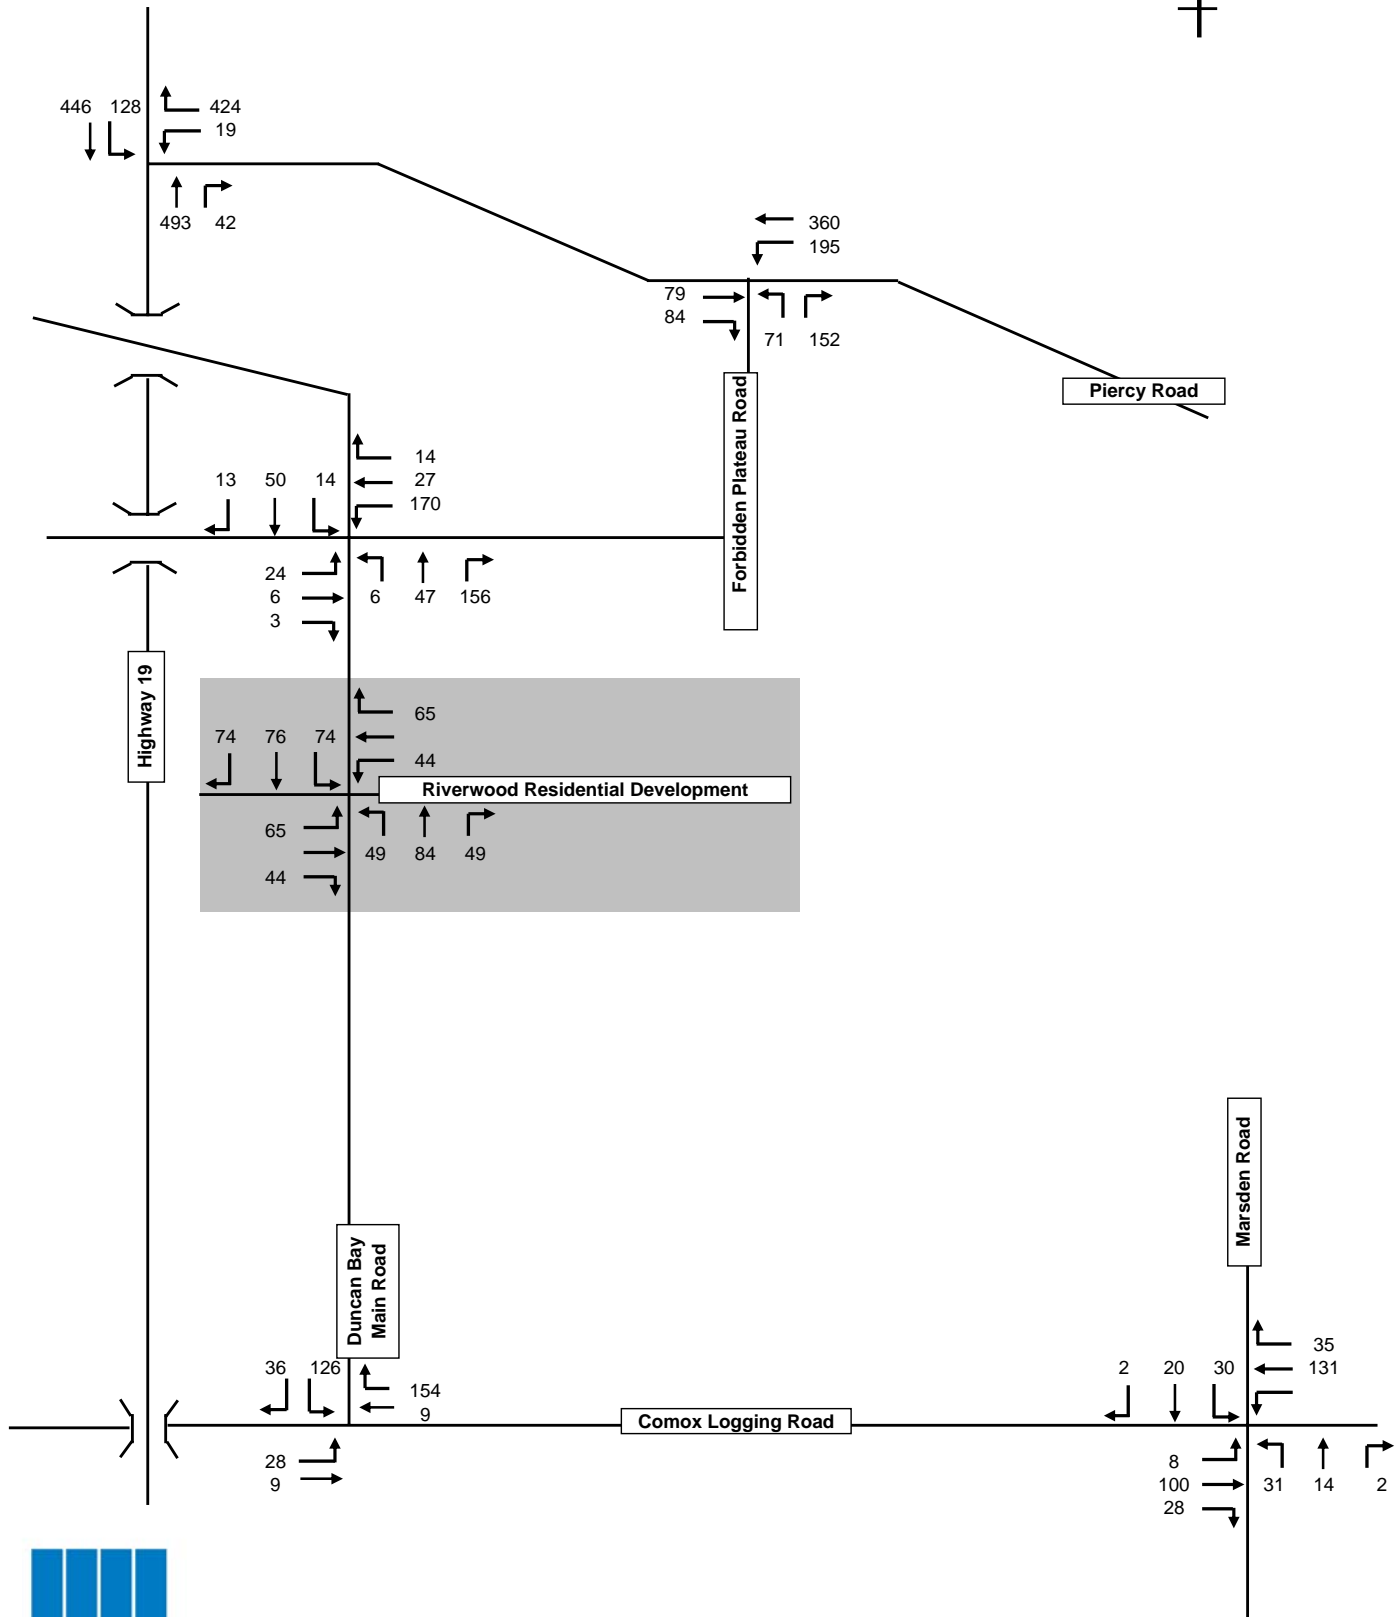 446 128 424
19
493 42
360
195
79
84
71 152
Piercy Road
Forbidden Plateau Road
14
13 50 14 27
170
24
6 6 47 156
3
Highway 19
65
74 76 74
44
Riverwood Residential Development
65
49 84 49
44
Marsden Road
Duncan Bay
Main Road
35
36 126 2 20 30 131
154
9
Comox Logging Road
28 8
9 100 31 14 2
28